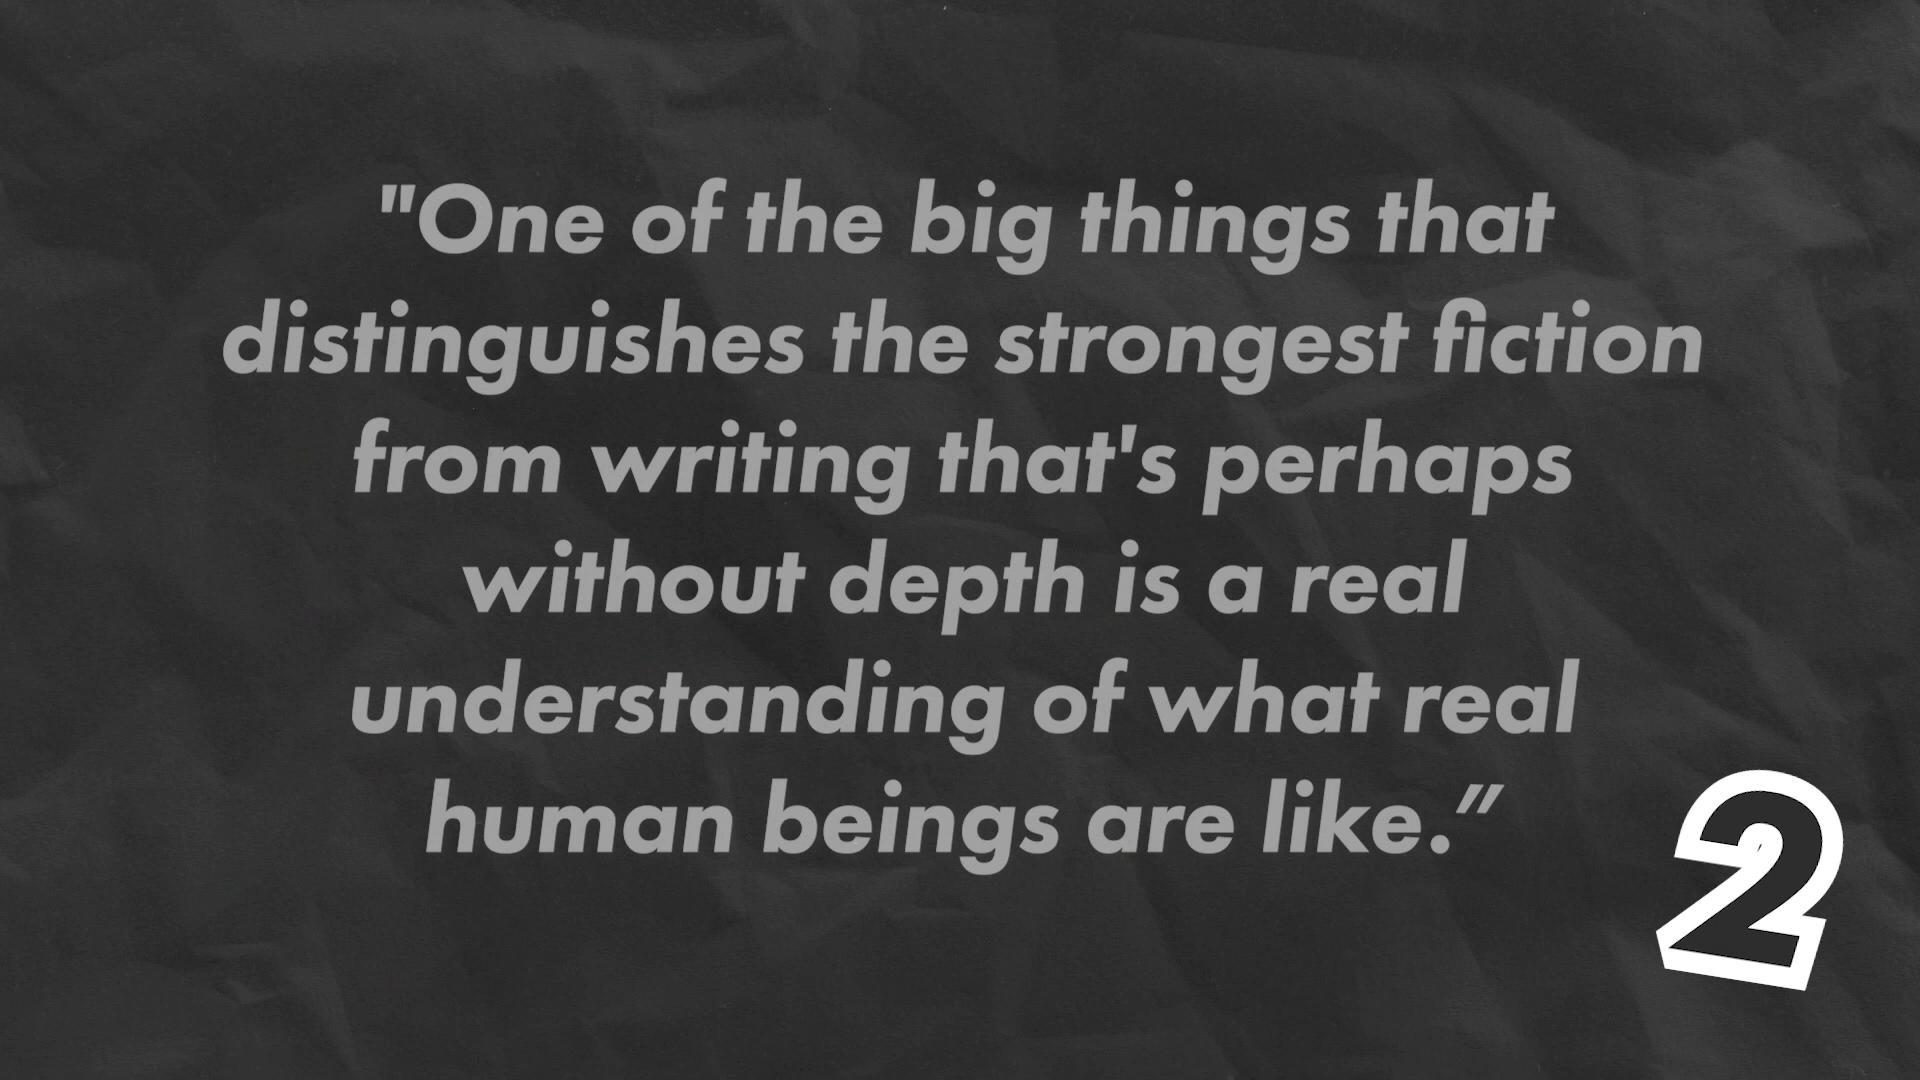 "One of the big things that
distinguishes the strongest fiction
from writing that's perhaps
without depth is a real
understanding of what real
human beings are like.”
2